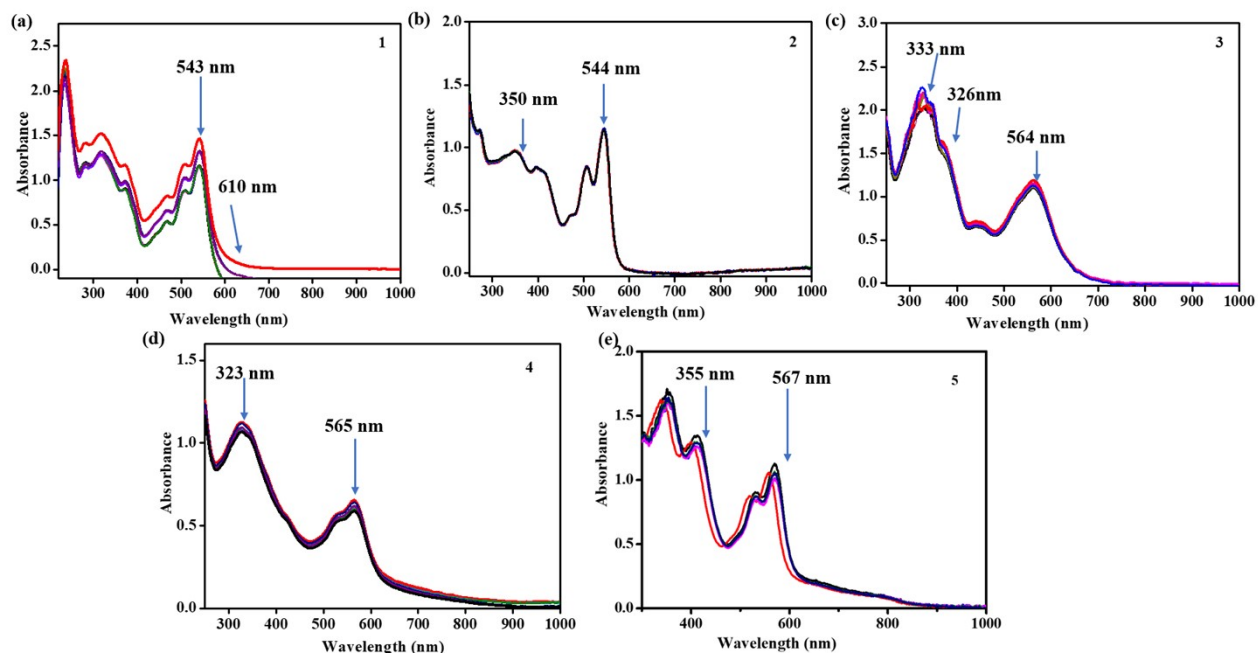 (a)
1
543 nm
610 nm
2.5
2.0
1.5
1.0
0.5
0.0
Absorbance
300 400 500 600 700 800 900 1000
Wavelength (nm)
(b)
2
350 nm
544 nm
2.0
1.5
1.0
0.5
0.0
Absorbance
300 400 500 600 700 800 900 1000
Wavelength (nm)
(c)
3
333 nm
326nm
564 nm
3.0
2.5
2.0
1.5
1.0
0.5
0.0
Absorbance
300 400 500 600 700 800 900 1000
Wavelength (nm)
(d)
4
323 nm
565 nm
1.5
1.0
0.5
0.0
Absorbance
300 400 500 600 700 800 900 1000
Wavelength (nm)
(e)
5
355 nm
567 nm
2.0
1.5
1.0
0.5
0.0
Absorbance
400 600 800 1000
Wavelength (nm)